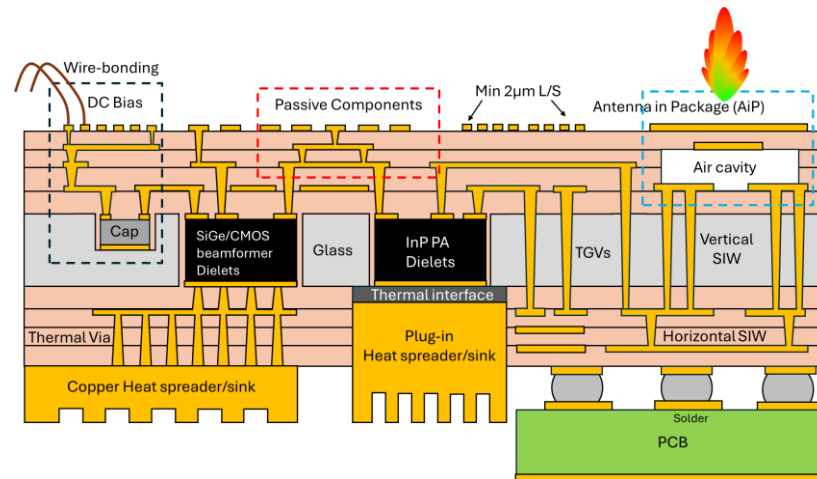 Wire-bonding
DC Bias
Passive Components
Min 2µm L/S
Antenna in Package (AiP)
Air cavity
Cap
SiGe/CMOS
beamformer
Dielets
Glass
InP PA
Dielets
TGVs
Vertical
SIW
Thermal interface
Thermal Via
Plug-in
Heat spreader/sink
Horizontal SIW
Copper Heat spreader/sink
Solder
PCB